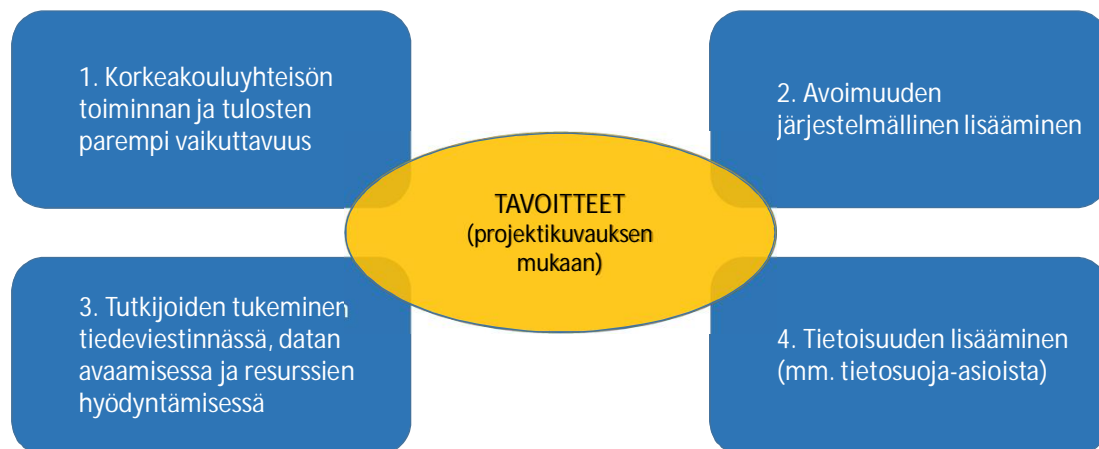 1. Korkeakouluyhteisön
toiminnan ja tulosten
parempi vaikuttavuus
2. Avoimuuden
järjestelmällinen lisääminen
TAVOITTEET
(projektikuvauksen
mukaan)
3. Tutkijoiden tukeminen
tiedeviestinnässä, datan
avaamisessa ja resurssien
hyödyntämisessä
4. Tietoisuuden lisääminen
(mm. tietosuoja-asioista)